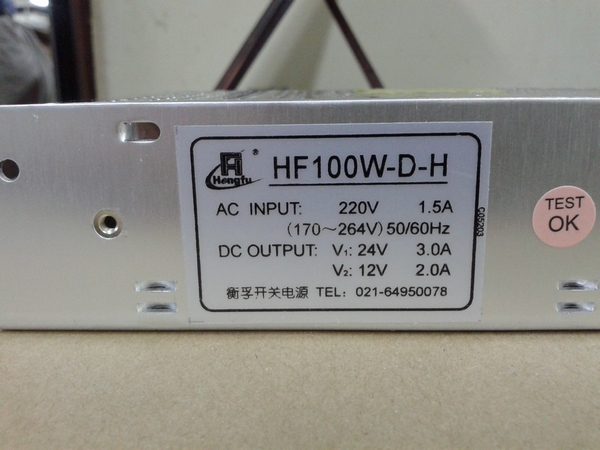 Hengfu ®
HF100W-D-H
AC INPUT: 220V 1.5A
(170～264V) 50/60Hz
DC OUTPUT: V₁: 24V 3.0A
V₂: 12V 2.0A
衡孚开关电源 TEL: 021-64950078
C05203
TEST
OK